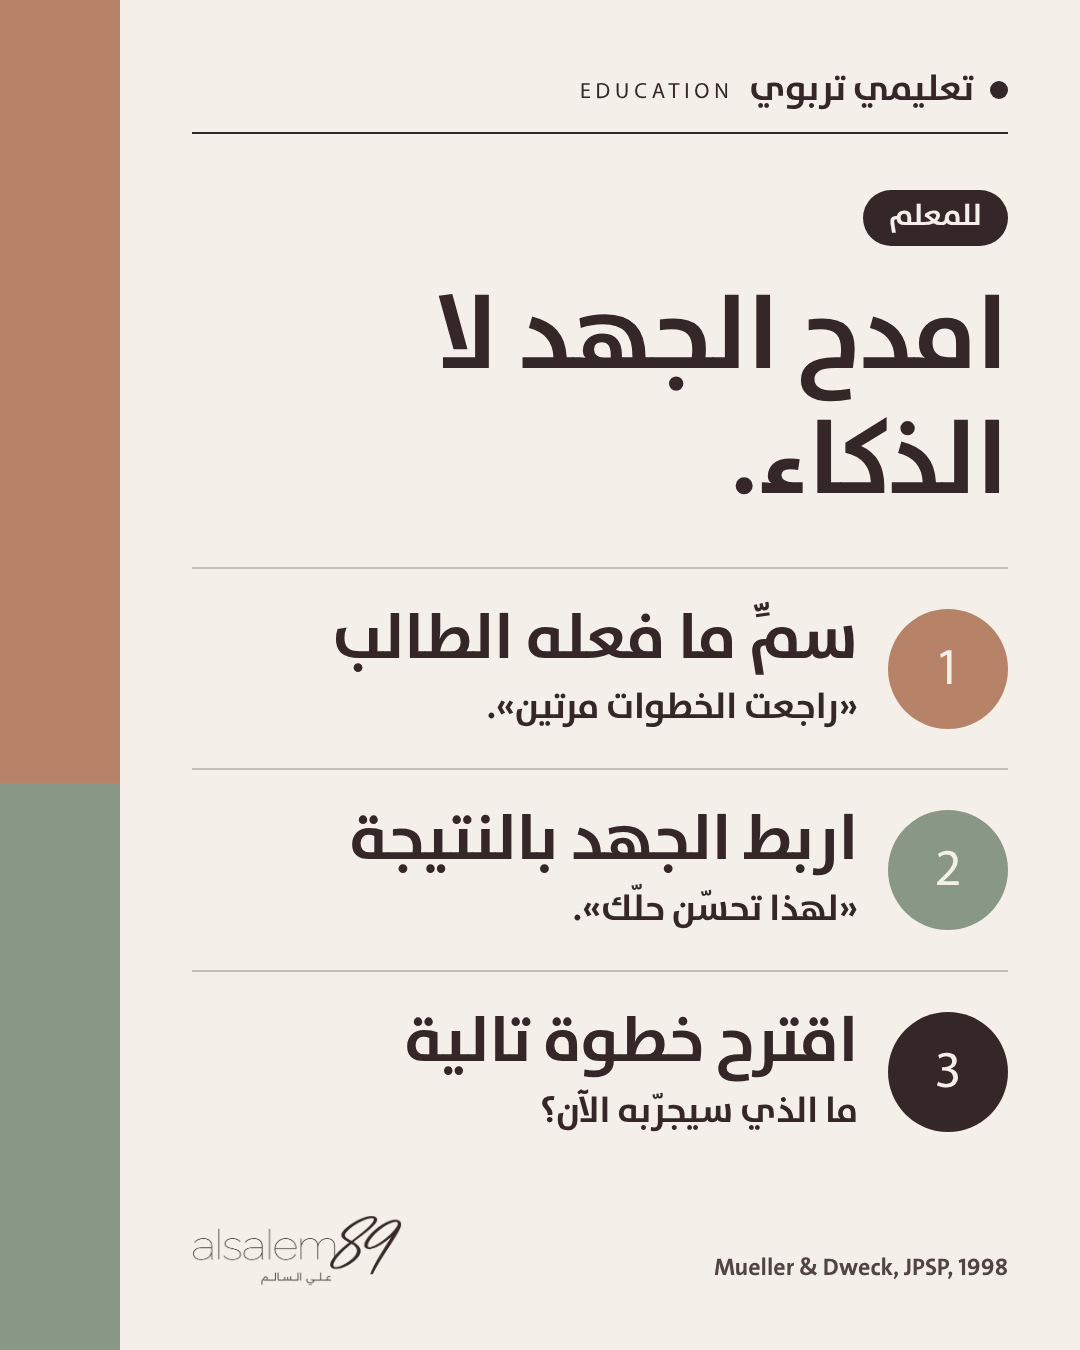 تعليمي تربوي EDUCATION
للمعلم
امدح الجهد لا
الذكاء.
1
سمِّ ما فعله الطالب
«راجعت الخطوات مرتين».
2
اربط الجهد بالنتيجة
«لهذا تحسّن حلّك».
3
اقترح خطوة تالية
ما الذي سيجرّبه الآن؟
Mueller & Dweck, JPSP, 1998
alsalem89
علي السالم